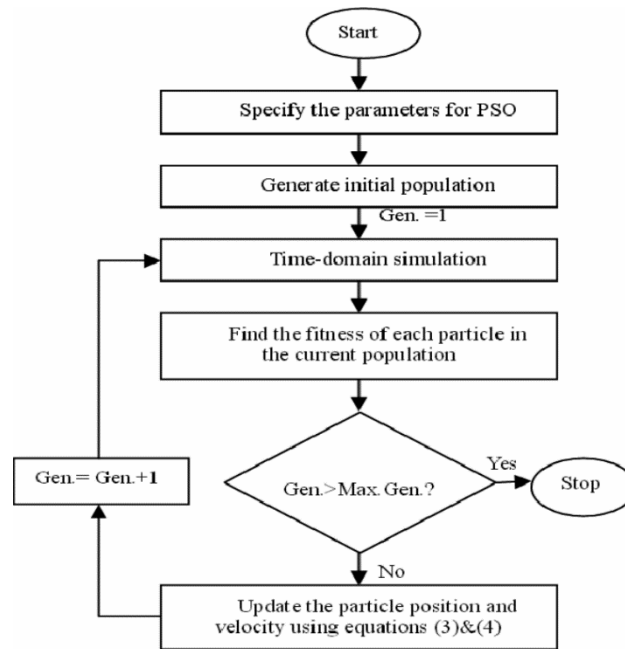 Start
Specify the parameters for PSO
Generate initial population
Gen. =1
Time-domain simulation
Find the fitness of each particle in
the current population
Gen.>Max. Gen.?
Yes
Stop
No
Update the particle position and
velocity using equations (3)&(4)
Gen.= Gen.+1